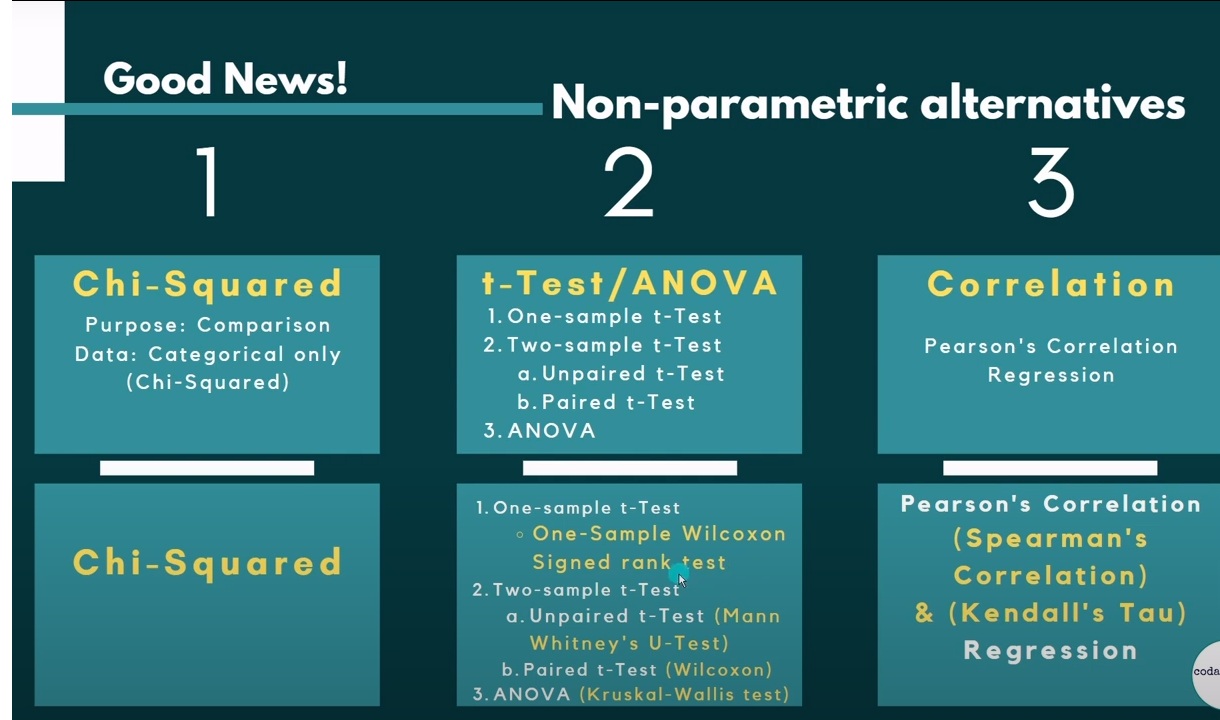 Good News!
Non-parametric alternatives
1
Chi-Squared
Purpose: Comparison
Data: Categorical only
(Chi-Squared)
Chi-Squared
2
t-Test/ANOVA
1. One-sample t-Test
2. Two-sample t-Test
a. Unpaired t-Test
b. Paired t-Test
3. ANOVA
1. One-sample t-Test
◦ One-Sample Wilcoxon
Signed rank test
2. Two-sample t-Test
a. Unpaired t-Test (Mann
Whitney's U-Test)
b. Paired t-Test (Wilcoxon)
3. ANOVA (Kruskal-Wallis test)
3
Correlation
Pearson's Correlation
Regression
Pearson's Correlation
(Spearman's
Correlation)
& (Kendall's Tau)
Regression
coda